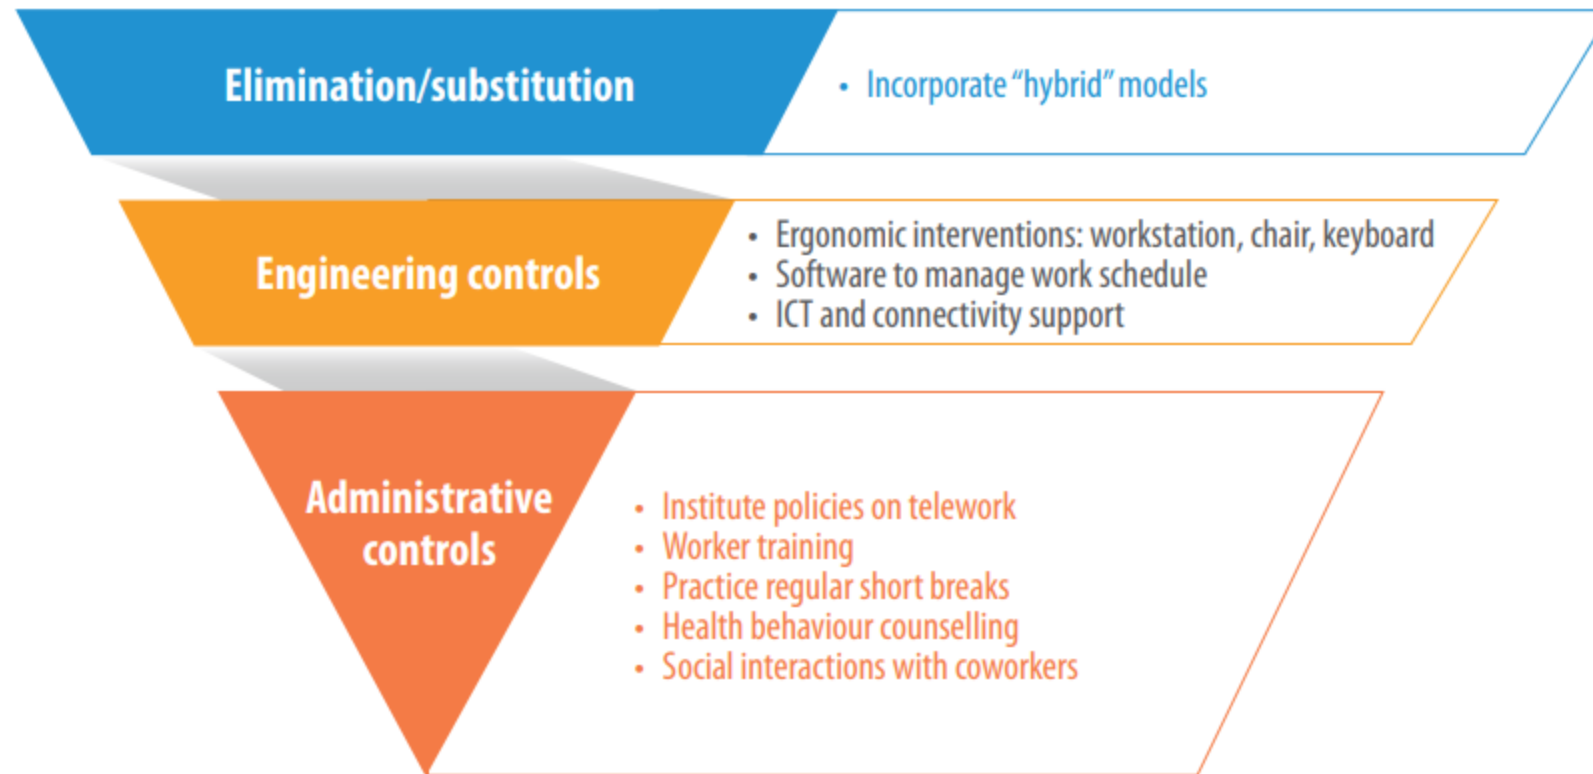 Elimination/substitution
• Incorporate “hybrid” models
Engineering controls
• Ergonomic interventions: workstation, chair, keyboard
• Software to manage work schedule
• ICT and connectivity support
Administrative
controls
• Institute policies on telework
• Worker training
• Practice regular short breaks
• Health behaviour counselling
• Social interactions with coworkers